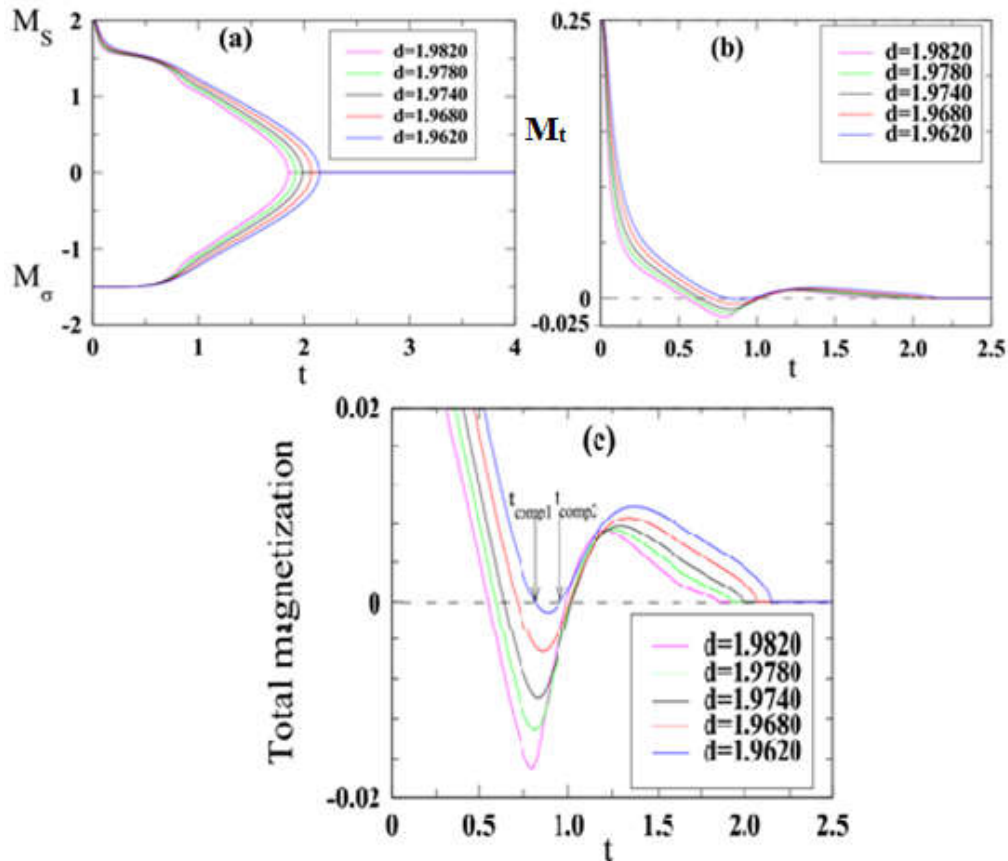 M_S
2
1
0
-1
M_σ
-2
(a)
d=1.9820
d=1.9780
d=1.9740
d=1.9680
d=1.9620
0 1 2 3 4
t
0.25
M_t
0
-0.025
(b)
d=1.9820
d=1.9780
d=1.9740
d=1.9680
d=1.9620
0 0.5 1.0 1.5 2.0 2.5
t
0.02
Total magnetization
0
-0.02
(c)
t_comp1 t_comp2
d=1.9820
d=1.9780
d=1.9740
d=1.9680
d=1.9620
0 0.5 1.0 1.5 2.0 2.5
t